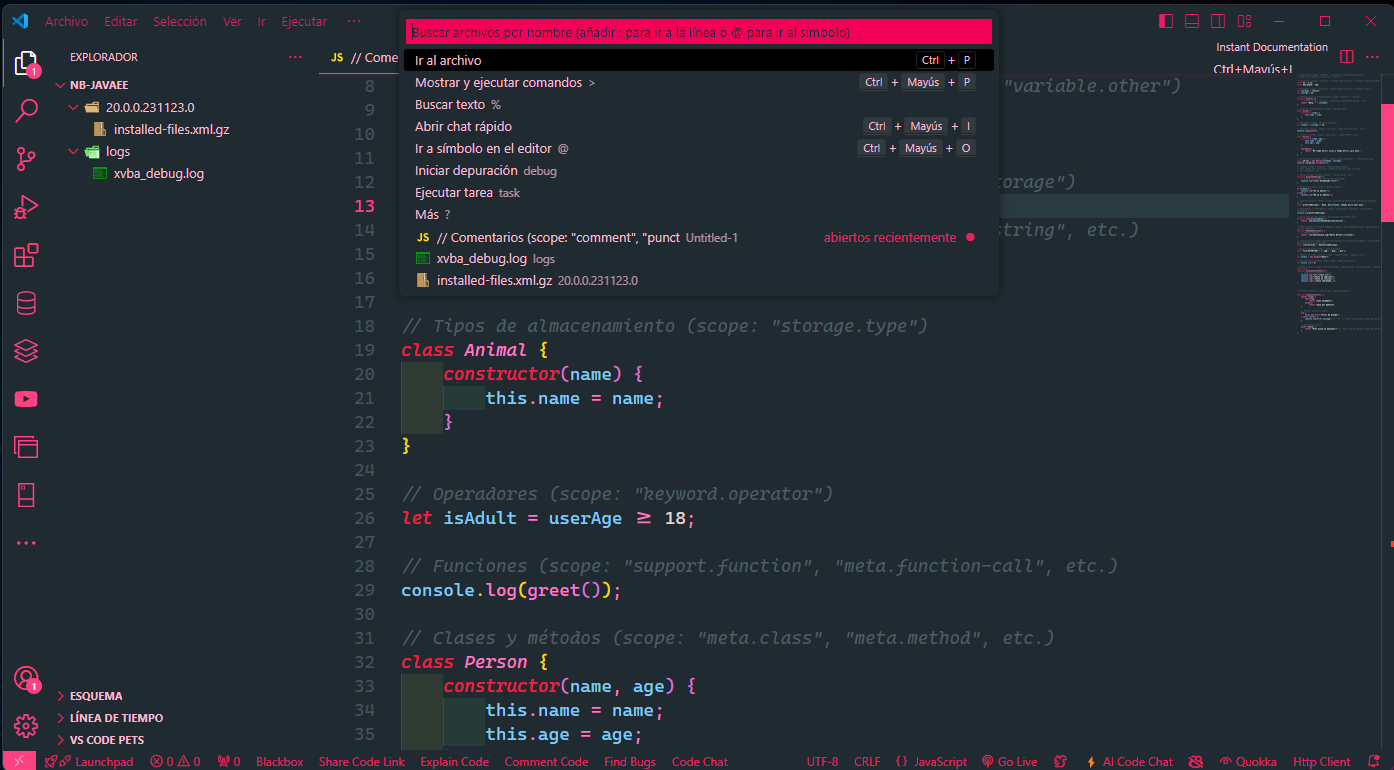 Archivo Editar Selección Ver Ir Ejecutar ···
Buscar archivos por nombre (añadir : para ir a la línea o @ para ir al símbolo)
Ir al archivo Ctrl + P
Mostrar y ejecutar comandos > Ctrl + Mayús + P
Buscar texto %
Abrir chat rápido Ctrl + Mayús + I
Ir a símbolo en el editor @ Ctrl + Mayús + O
Iniciar depuración debug
Ejecutar tarea task
Más ?
JS // Comentarios (scope: "comment", "punct Untitled-1 abiertos recientemente
xvba_debug.log logs
installed-files.xml.gz 20.0.0.231123.0
Instant Documentation
Ctrl+Mayús+I
1
EXPLORADOR ···
NB-JAVAEE
20.0.0.231123.0
installed-files.xml.gz
logs
xvba_debug.log
ESQUEMA
LÍNEA DE TIEMPO
VS CODE PETS
1
JS // Come
8 "variable.other")
9
10
11
12 orage")
13
14 string", etc.)
15
16
17
18 // Tipos de almacenamiento (scope: "storage.type")
19 class Animal {
20 constructor(name) {
21 this.name = name;
22 }
23 }
24
25 // Operadores (scope: "keyword.operator")
26 let isAdult = userAge ≥ 18;
27
28 // Funciones (scope: "support.function", "meta.function-call", etc.)
29 console.log(greet());
30
31 // Clases y métodos (scope: "meta.class", "meta.method", etc.)
32 class Person {
33 constructor(name, age) {
34 this.name = name;
35 this.age = age;
Launchpad 0 0 0 Blackbox Share Code Link Explain Code Comment Code Find Bugs Code Chat UTF-8 CRLF {} JavaScript Go Live AI Code Chat Quokka Http Client